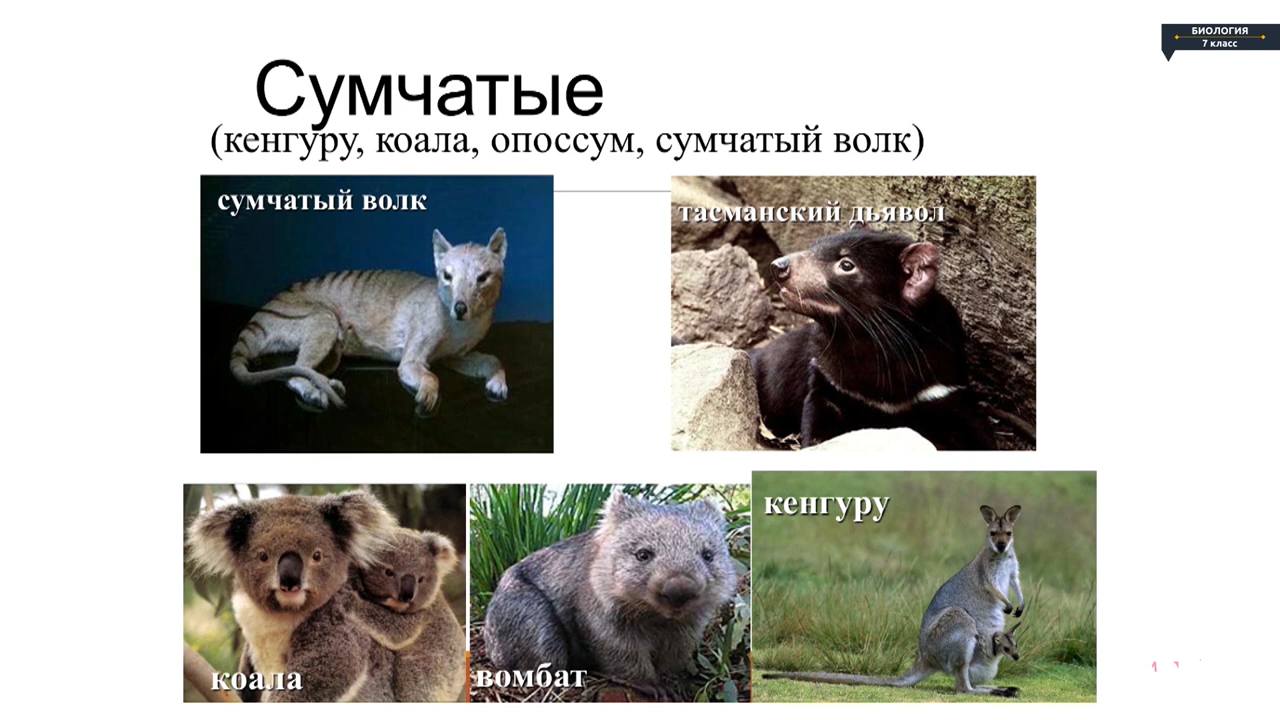 БИОЛОГИЯ
7 класс
Сумчатые
(кенгуру, коала, опоссум, сумчатый волк)
сумчатый волк
тасманский дьявол
кенгуру
коала
вомбат